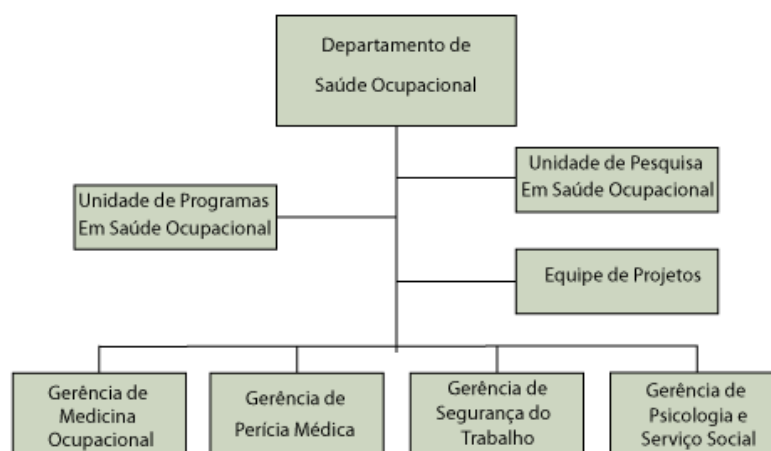 Departamento de
Saúde Ocupacional
Unidade de Pesquisa
Em Saúde Ocupacional
Unidade de Programas
Em Saúde Ocupacional
Equipe de Projetos
Gerência de
Medicina
Ocupacional
Gerência de
Perícia Médica
Gerência de
Segurança do
Trabalho
Gerência de
Psicologia e
Serviço Social